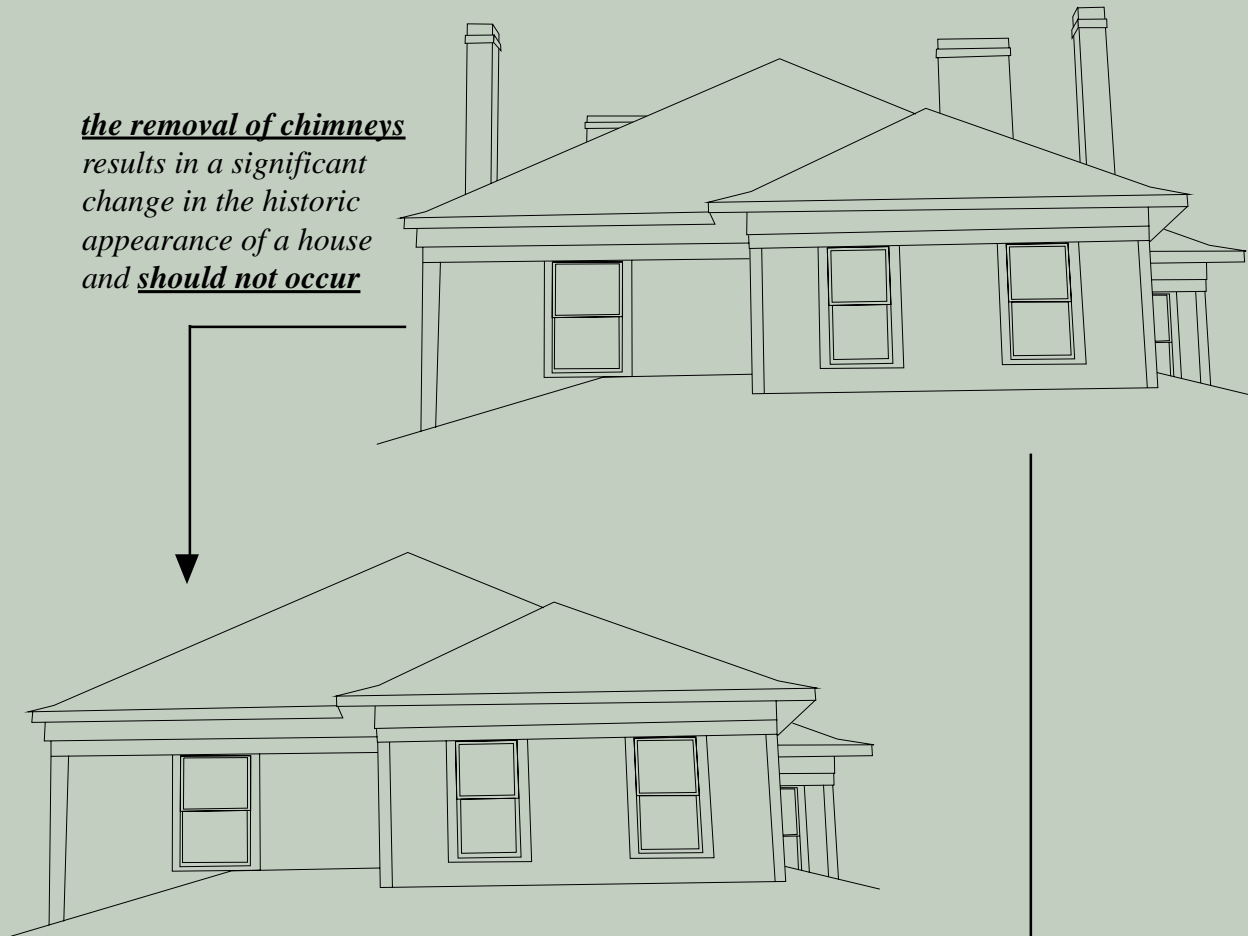 the removal of chimneys
results in a significant
change in the historic
appearance of a house
and should not occur